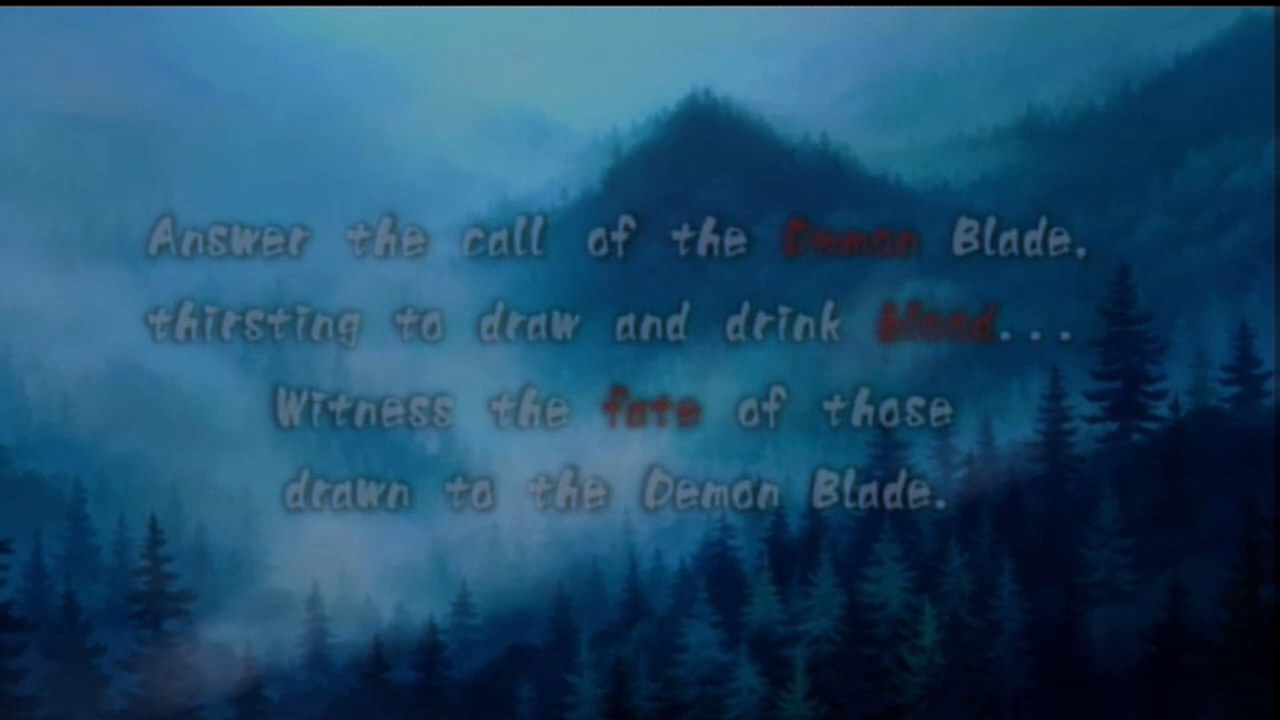 Answer the call of the Demon Blade,
thirsting to draw and drink blood...
Witness the fate of those
drawn to the Demon Blade.